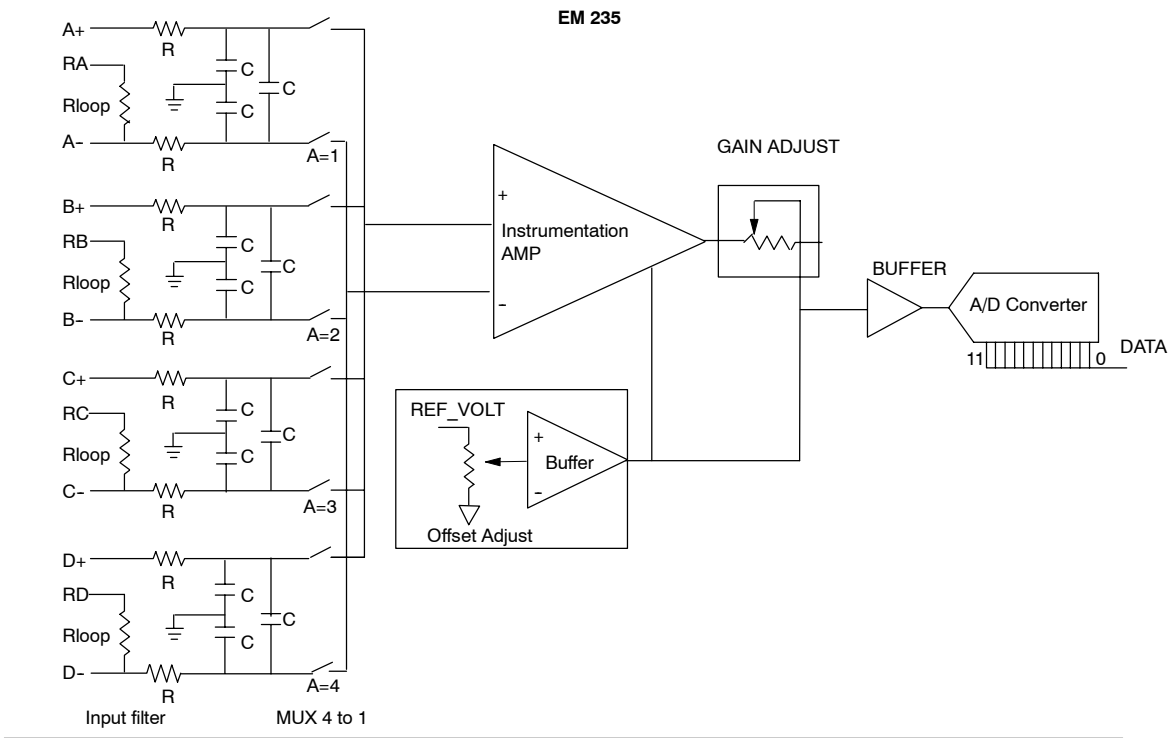 EM 235
A+
R
RA
C
C
Rloop
C
A-
R
A=1
B+
R
RB
C
C
Rloop
C
B-
R
A=2
C+
R
RC
C
C
Rloop
C
C-
R
A=3
D+
R
RD
C
C
Rloop
C
D-
R
A=4
Input filter
MUX 4 to 1
+
Instrumentation
AMP
-
GAIN ADJUST
BUFFER
A/D Converter
11
0
DATA
REF_VOLT
+
Buffer
-
Offset Adjust